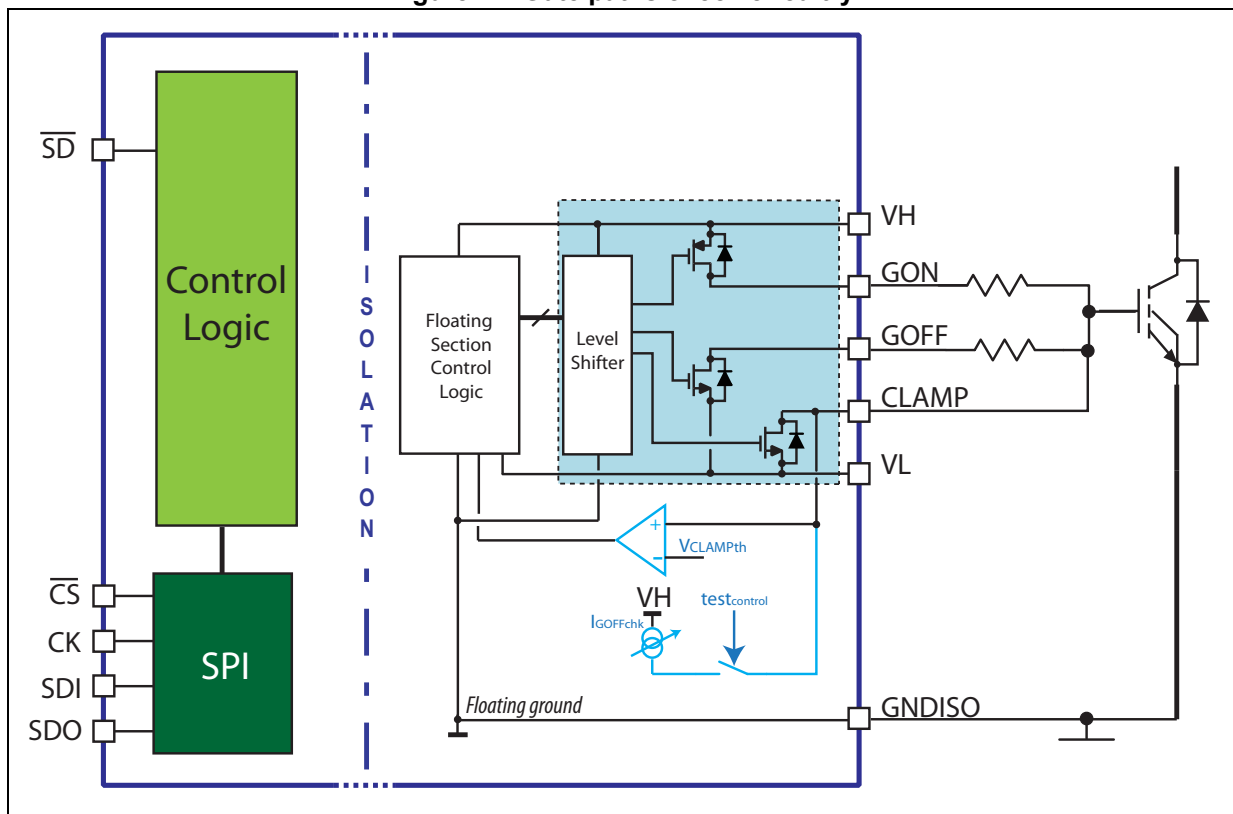 SD
Control
Logic
CS
CK
SDI
SDO
SPI
ISOLATION
Floating
Section
Control
Logic
Level
Shifter
VH
GON
GOFF
CLAMP
VL
VCLAMPth
VH
IGOFFchk
testcontrol
Floating ground
GNDISO